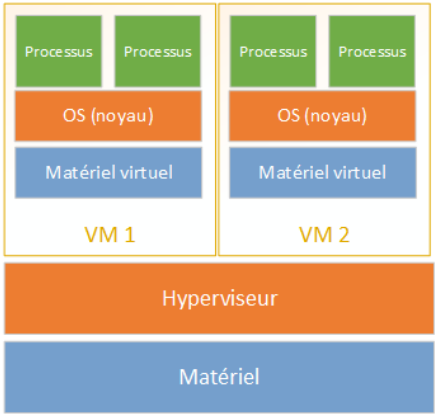 Processus Processus Processus Processus
OS (noyau) OS (noyau)
Matériel virtuel Matériel virtuel
VM 1 VM 2
Hyperviseur
Matériel